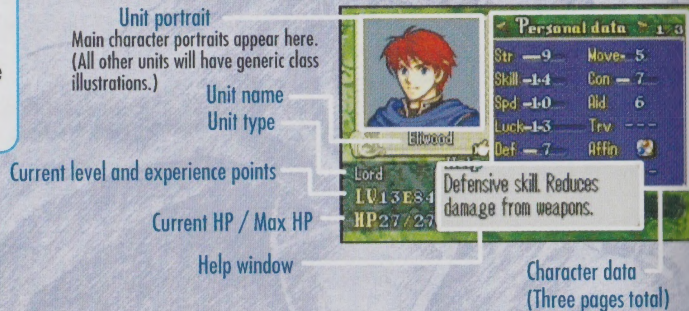 Unit portrait
Main character portraits appear here.
(All other units will have generic class
illustrations.)
Unit name
Unit type
Current level and experience points
Current HP / Max HP
Help window
Personal data 1/3
Str 9 Move 5
Skill 14 Con 7
Spd 10 Aid 6
Luck 13 Trv ---
Def 7 Affin
Eliwood
Lord
LV 13 E 84
HP 27/27
Defensive skill. Reduces
damage from weapons.
Character data
(Three pages total)